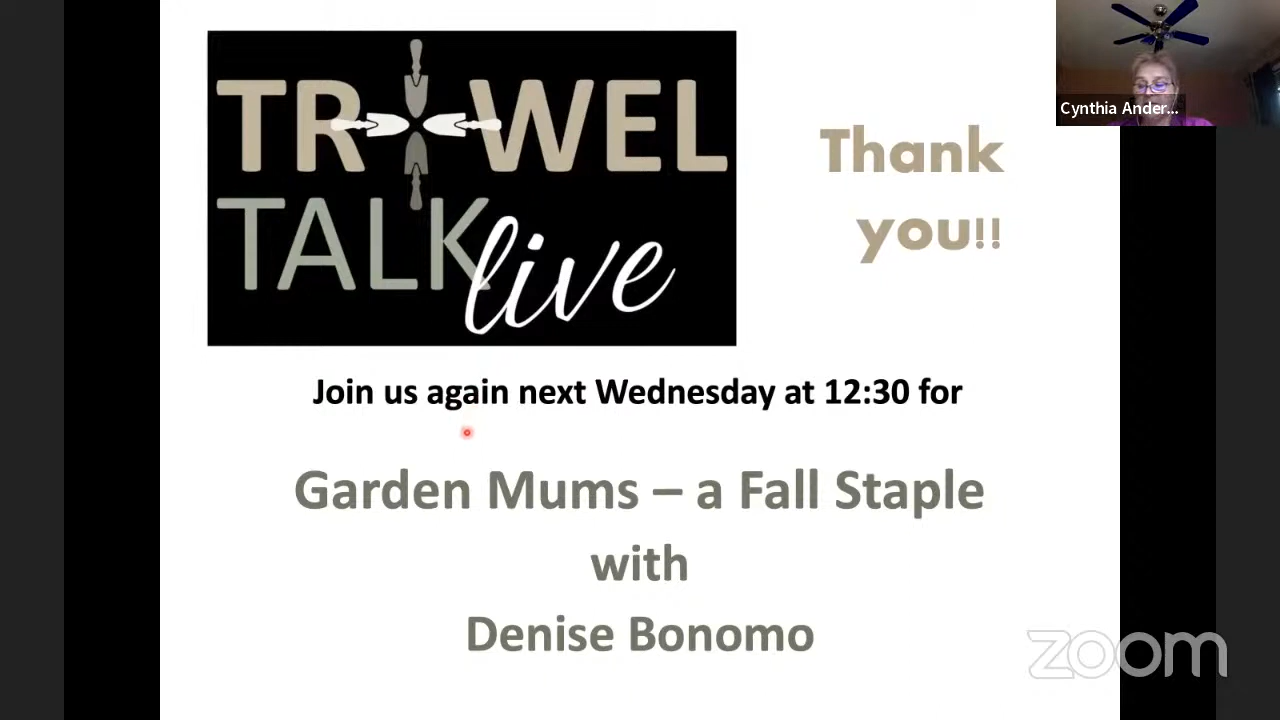 TROWEL
TALK live
Thank
you!!
Cynthia Ander...
Join us again next Wednesday at 12:30 for
Garden Mums – a Fall Staple
with
Denise Bonomo
zoom